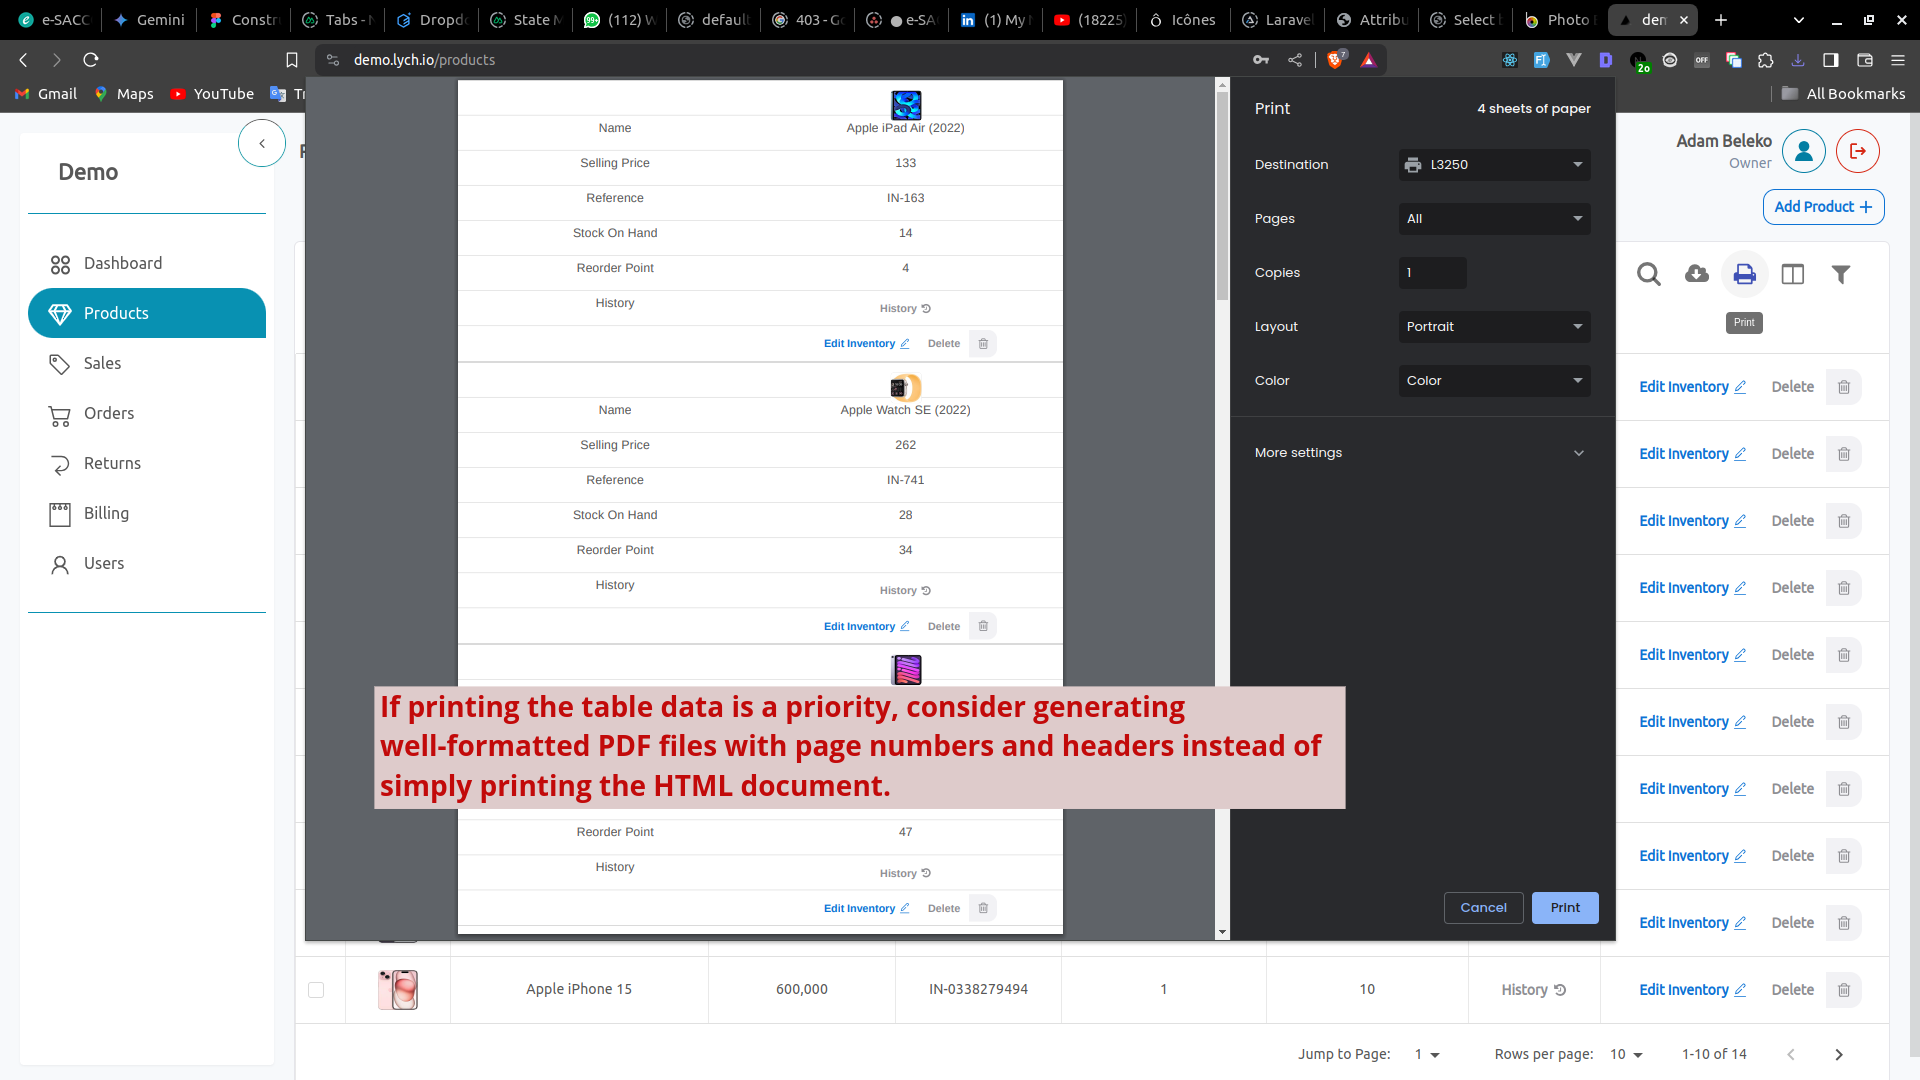 e-SACC
Gemini
Constr
Tabs - N
Dropd
State M
(112) W
default
403 - Go
e-SA
(1) My N
(18225)
Icônes
Laravel
Attribu
Select b
Photo E
dem
demo.lych.io/products
Gmail
Maps
YouTube
All Bookmarks
Demo
Dashboard
Products
Sales
Orders
Returns
Billing
Users
Name Apple iPad Air (2022)
Selling Price 133
Reference IN-163
Stock On Hand 14
Reorder Point 4
History History
Edit Inventory Delete
Name Apple Watch SE (2022)
Selling Price 262
Reference IN-741
Stock On Hand 28
Reorder Point 34
History History
Edit Inventory Delete
If printing the table data is a priority, consider generating
well-formatted PDF files with page numbers and headers instead of
simply printing the HTML document.
Reorder Point 47
History History
Edit Inventory Delete
Print 4 sheets of paper
Destination L3250
Pages All
Copies 1
Layout Portrait
Color Color
More settings
Cancel Print
Adam Beleko
Owner
Add Product
Print
Edit Inventory Delete
Edit Inventory Delete
Edit Inventory Delete
Edit Inventory Delete
Edit Inventory Delete
Edit Inventory Delete
Edit Inventory Delete
Edit Inventory Delete
Edit Inventory Delete
Apple iPhone 15 600,000 IN-0338279494 1 10 History Edit Inventory Delete
Jump to Page: 1 Rows per page: 10 1-10 of 14